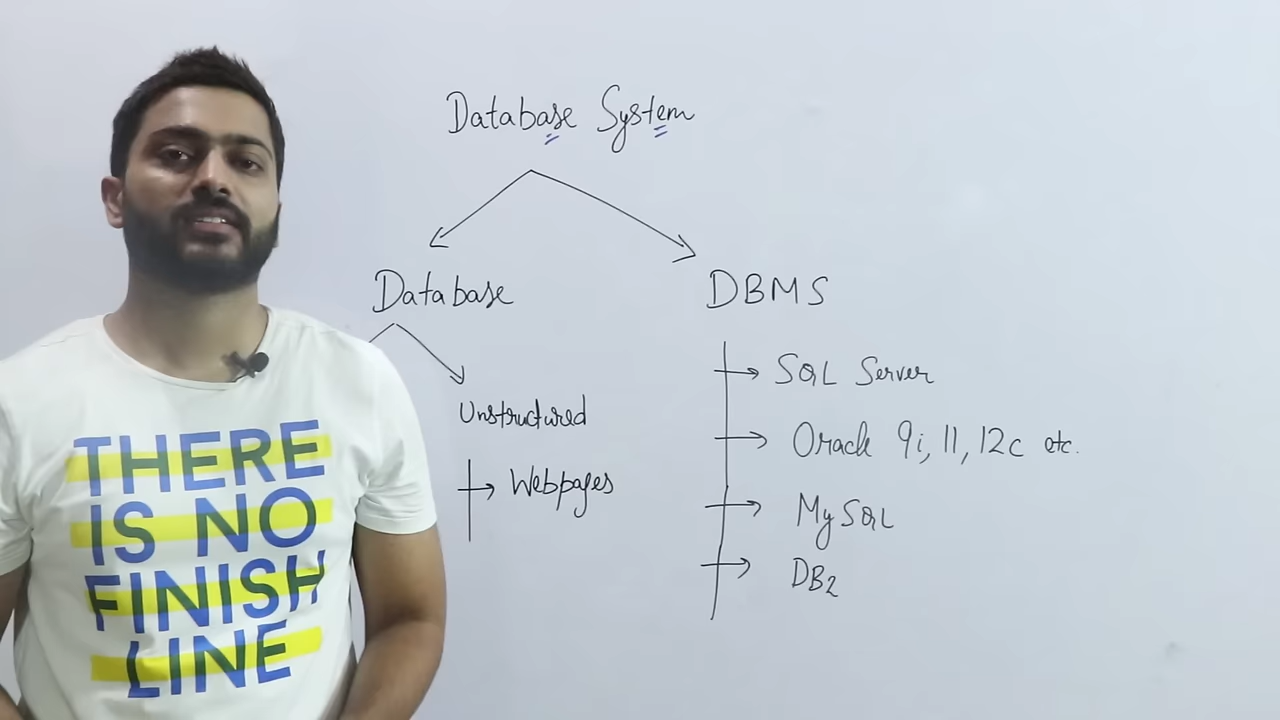 Database System
Database
DBMS
Unstructured
Webpages
SQL Server
Oracle 9i, 11, 12c etc.
MySQL
DB2
THERE
IS NO
FINISH
LINE